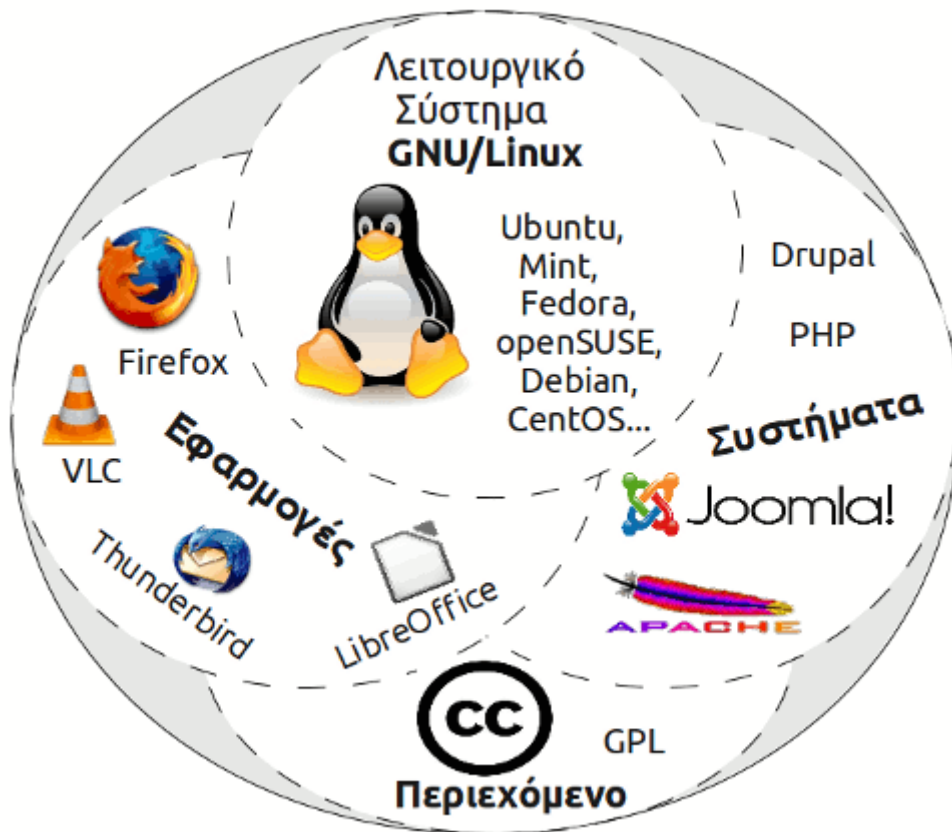 Λειτουργικό
Σύστημα
GNU/Linux
Ubuntu,
Mint,
Fedora,
openSUSE,
Debian,
CentOS...
Firefox
VLC
Εφαρμογές
Thunderbird
LibreOffice
Drupal
PHP
Συστήματα
Joomla!
APACHE
cc
GPL
Περιεχόμενο